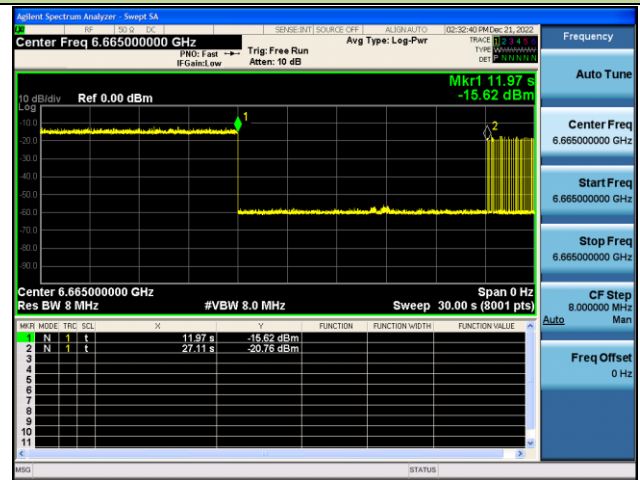 Agilent Spectrum Analyzer - Swept SA
RF 50 Ω DC SENSE:INT SOURCE OFF ALIGNAUTO 02:32:40 PM Dec 21, 2022
Center Freq 6.665000000 GHz
PNO: Fast
IFGain:Low
Trig: Free Run
Atten: 10 dB
Avg Type: Log-Pwr
TRACE 1 2 3 4 5 6
TYPE
DET P N N N N N
Mkr1 11.97 s
-15.62 dBm
10 dB/div Ref 0.00 dBm
Log
-10.0
-20.0
-30.0
-40.0
-50.0
-60.0
-70.0
-80.0
-90.0
1
2
Center 6.665000000 GHz Span 0 Hz
Res BW 8 MHz #VBW 8.0 MHz Sweep 30.00 s (8001 pts)
MKR MODE TRC SCL X Y FUNCTION FUNCTION WIDTH FUNCTION VALUE
1 N 1 t 11.97 s -15.62 dBm
2 N 1 t 27.11 s -20.76 dBm
3
4
5
6
7
8
9
10
11
MSG STATUS
Frequency
Auto Tune
Center Freq
6.665000000 GHz
Start Freq
6.665000000 GHz
Stop Freq
6.665000000 GHz
CF Step
8.000000 MHz
Auto Man
Freq Offset
0 Hz